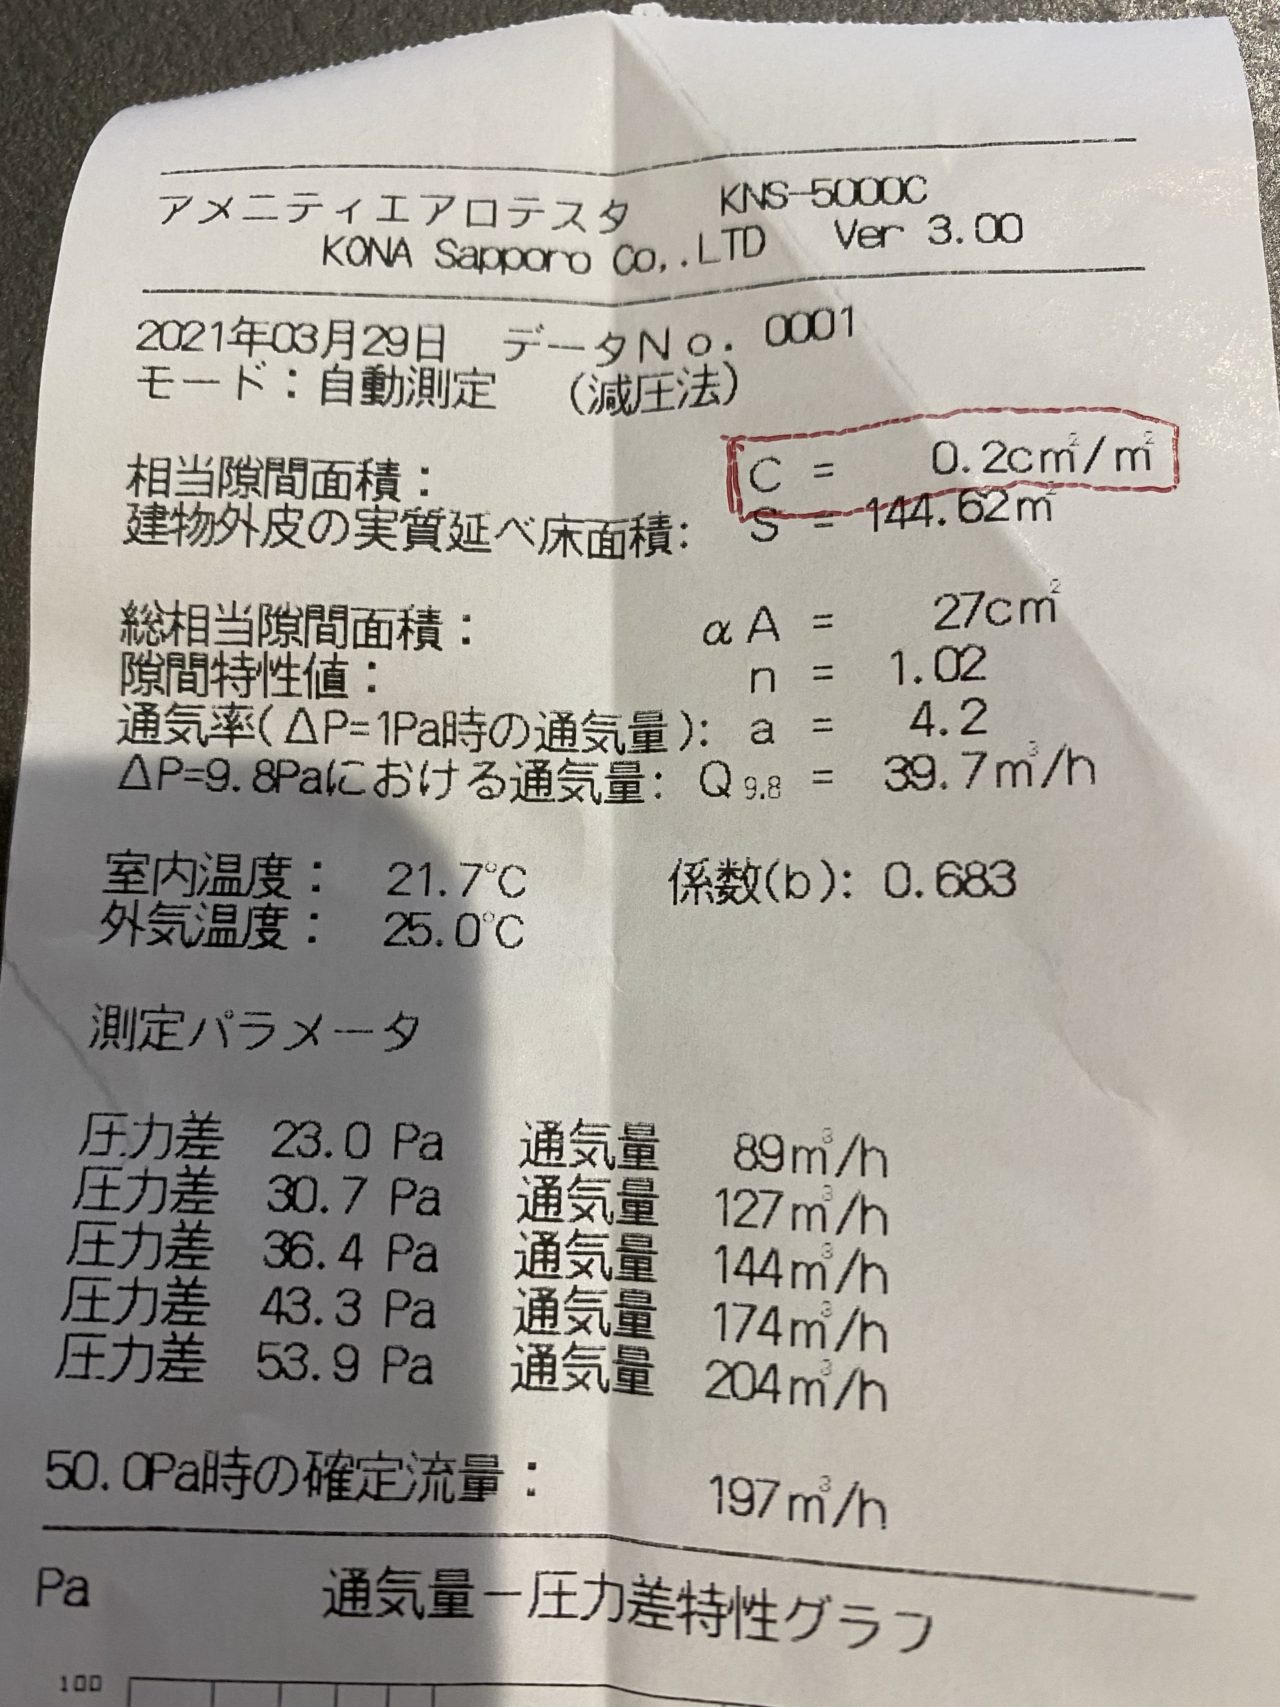 アメニティエアロテスタ KNS-5000C
KONA Sapporo Co,.LTD Ver 3.00
2021年03月29日 データNo. 0001
モード：自動測定 （減圧法）
相当隙間面積： C = 0.2cm²/m²
建物外皮の実質延べ床面積： S = 144.62m²
総相当隙間面積： αA = 27cm²
隙間特性値： n = 1.02
通気率(ΔP=1Pa時の通気量)： a = 4.2
ΔP=9.8Paにおける通気量： Q9.8 = 39.7m³/h
室内温度： 21.7℃ 係数(b): 0.683
外気温度： 25.0℃
測定パラメータ
圧力差 23.0 Pa 通気量 89m³/h
圧力差 30.7 Pa 通気量 127m³/h
圧力差 36.4 Pa 通気量 144m³/h
圧力差 43.3 Pa 通気量 174m³/h
圧力差 53.9 Pa 通気量 204m³/h
50.0Pa時の確定流量： 197m³/h
Pa 通気量－圧力差特性グラフ
100